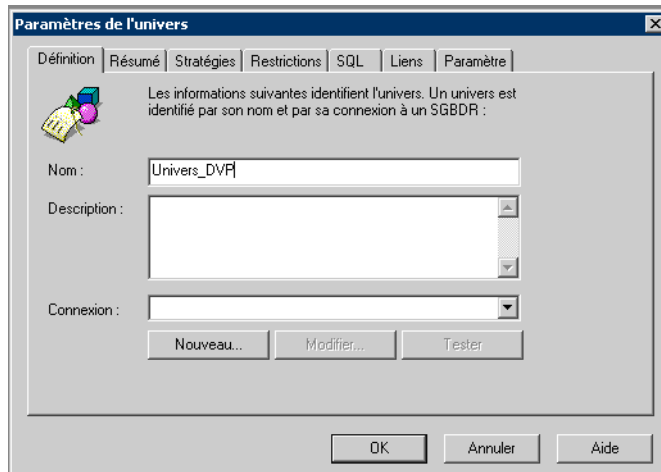 Paramètres de l'univers
Définition Résumé Stratégies Restrictions SQL Liens Paramètre
Les informations suivantes identifient l'univers. Un univers est
identifié par son nom et par sa connexion à un SGBDR :
Nom : Univers_DVP
Description :
Connexion :
Nouveau... Modifier... Tester
OK Annuler Aide